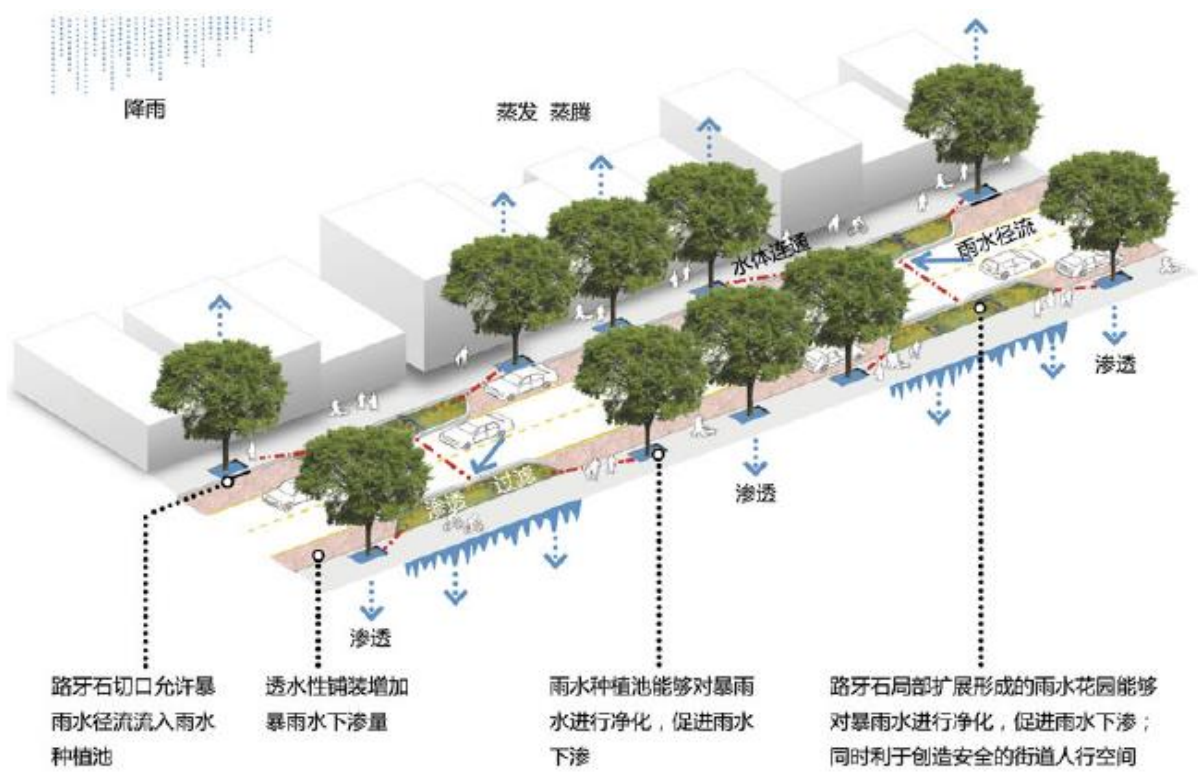 降雨
蒸发 蒸腾
水体连通
雨水径流
渗透
渗透 过滤
渗透
渗透
路牙石切口允许暴
雨水径流流入雨水
种植池
透水性铺装增加
暴雨水下渗量
雨水种植池能够对暴雨
水进行净化，促进雨水
下渗
路牙石局部扩展形成的雨水花园能够
对暴雨水进行净化，促进雨水下渗；
同时利于创造安全的街道人行空间